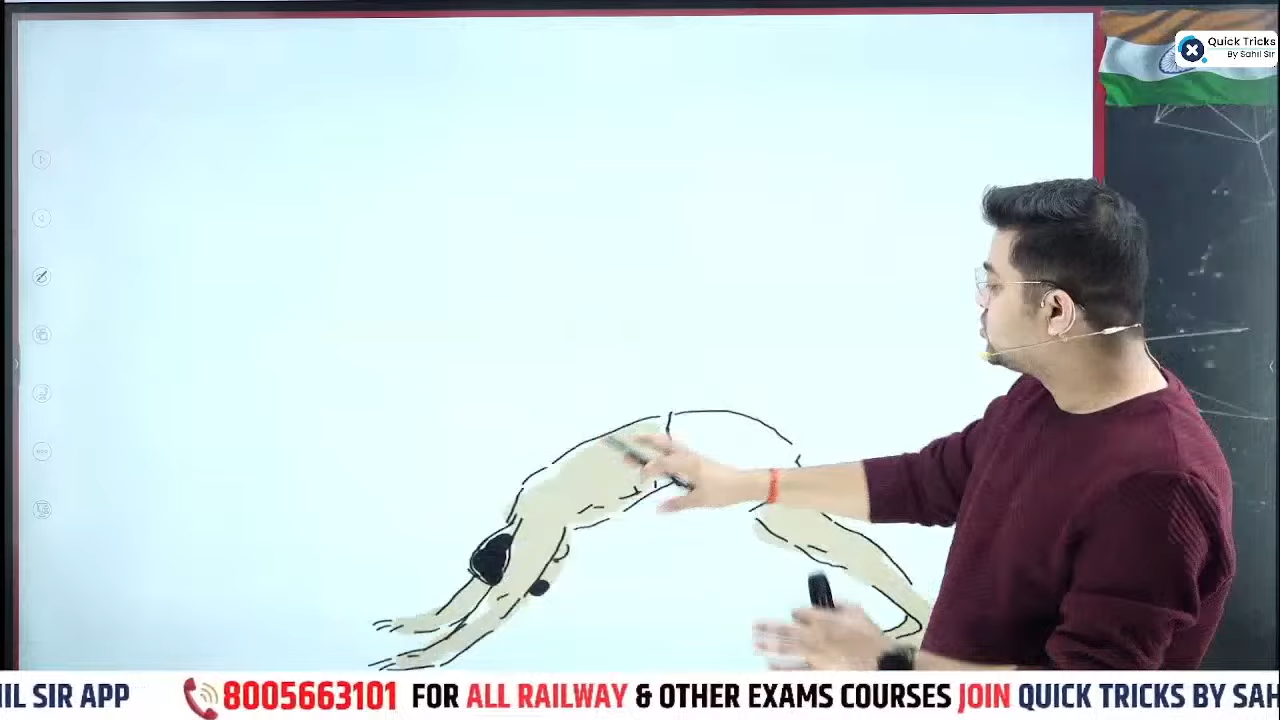 Quick Tricks
By Sahil Sir
HIL SIR APP 8005663101 FOR ALL RAILWAY & OTHER EXAMS COURSES JOIN QUICK TRICKS BY SAH